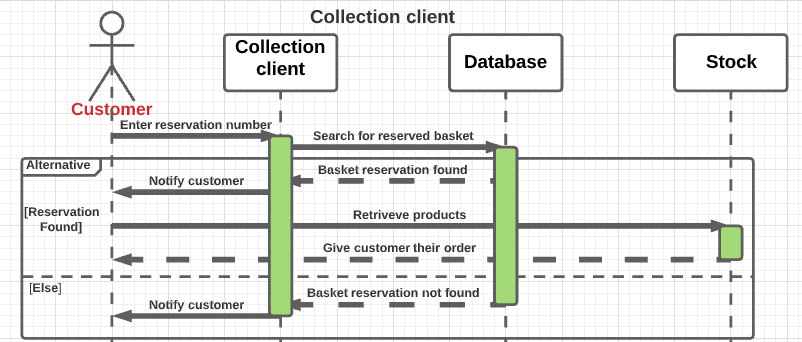 Collection client
Collection
client
Database
Stock
Customer
Enter reservation number
Search for reserved basket
Alternative
Basket reservation found
Notify customer
[Reservation
Found]
Retriveve products
Give customer their order
[Else]
Basket reservation not found
Notify customer